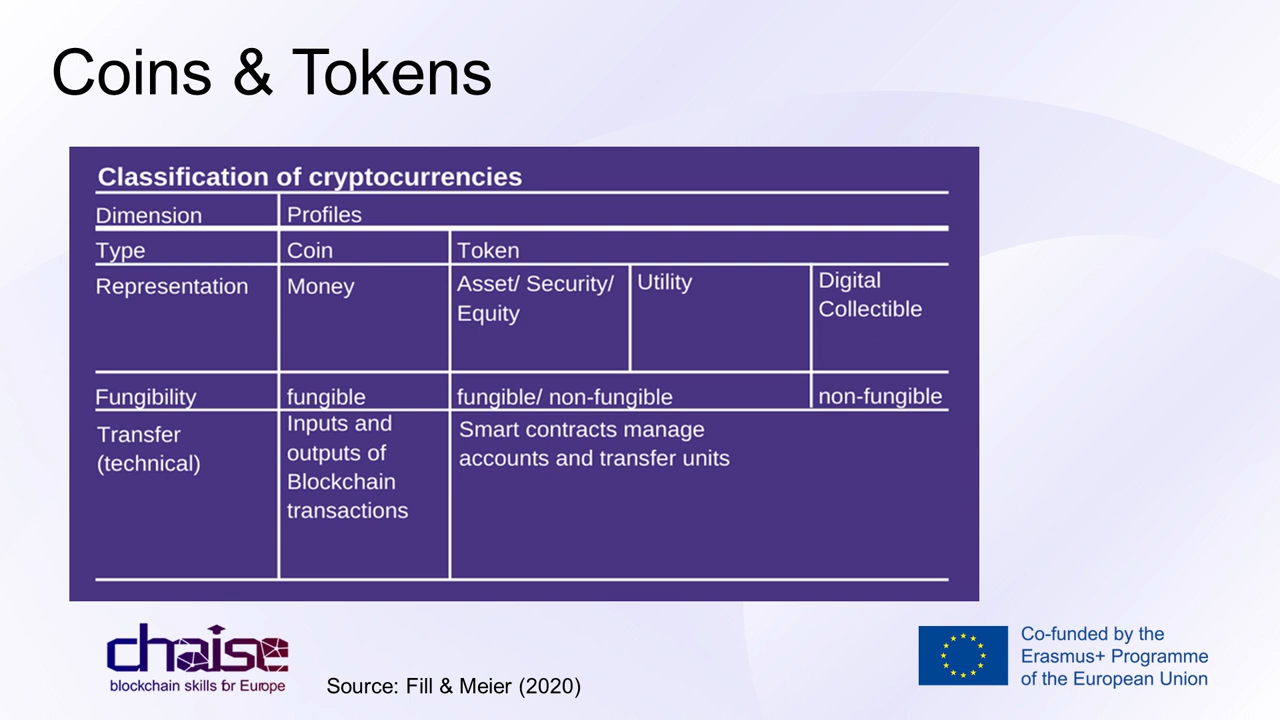 Coins & Tokens
Classification of cryptocurrencies
Dimension
Profiles
Type
Coin
Token
Representation
Money
Asset/ Security/
Equity
Utility
Digital
Collectible
Fungibility
fungible
fungible/ non-fungible
non-fungible
Transfer
(technical)
Inputs and
outputs of
Blockchain
transactions
Smart contracts manage
accounts and transfer units
chaise
blockchain skills for Europe
Source: Fill & Meier (2020)
Co-funded by the
Erasmus+ Programme
of the European Union